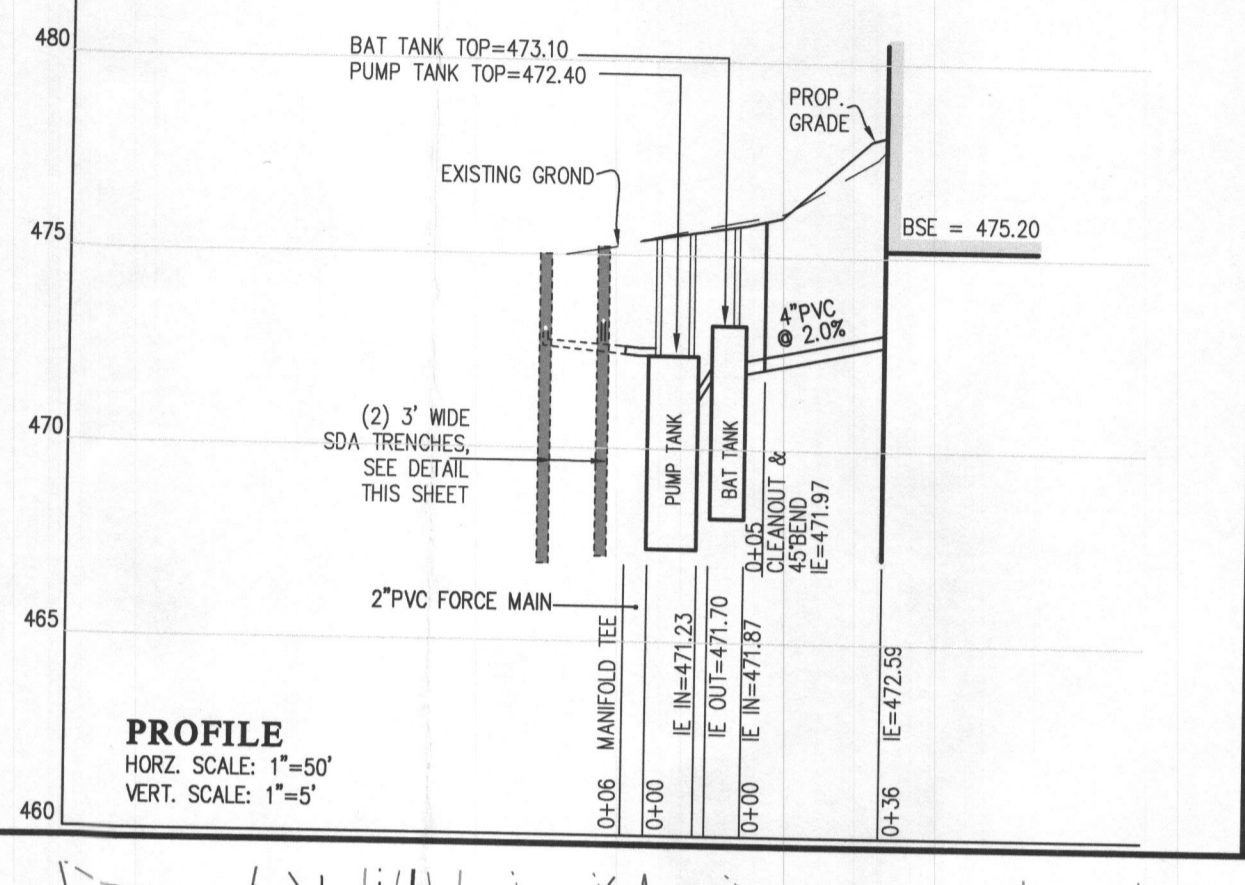 480
BAT TANK TOP=473.10
PUMP TANK TOP=472.40
PROP.
GRADE
EXISTING GROND
475
BSE = 475.20
4"PVC
@ 2.0%
470
(2) 3' WIDE
SDA TRENCHES,
SEE DETAIL
THIS SHEET
PUMP TANK
BAT TANK
0+05
CLEANOUT &
45°BEND
IE=471.97
2"PVC FORCE MAIN
465
0+06 MANIFOLD TEE
0+00
IE IN=471.23
IE OUT=471.70
0+00 IE IN=471.87
0+36 IE=472.59
PROFILE
HORZ. SCALE: 1"=50'
VERT. SCALE: 1"=5'
460